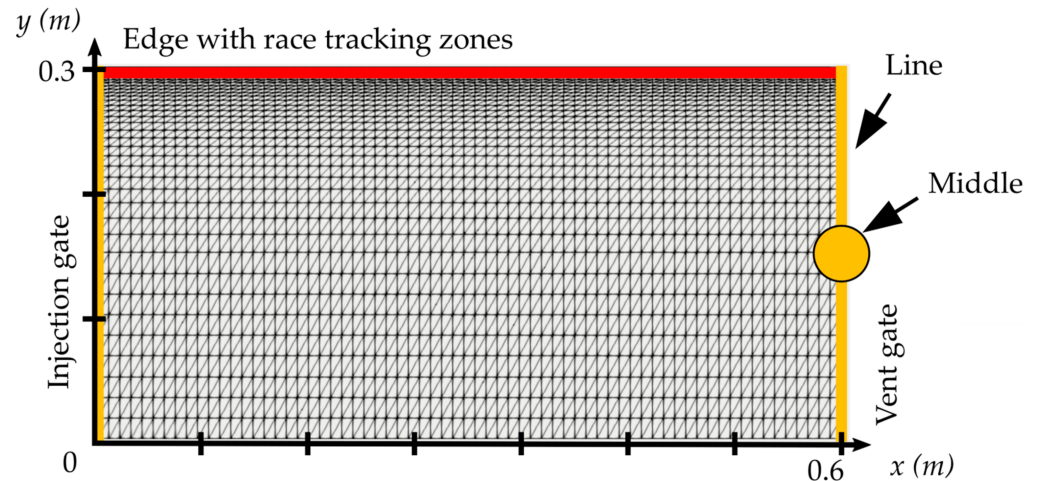 y (m)
Edge with race tracking zones
0.3
Line
Middle
Injection gate
Vent gate
0
0.6
x (m)